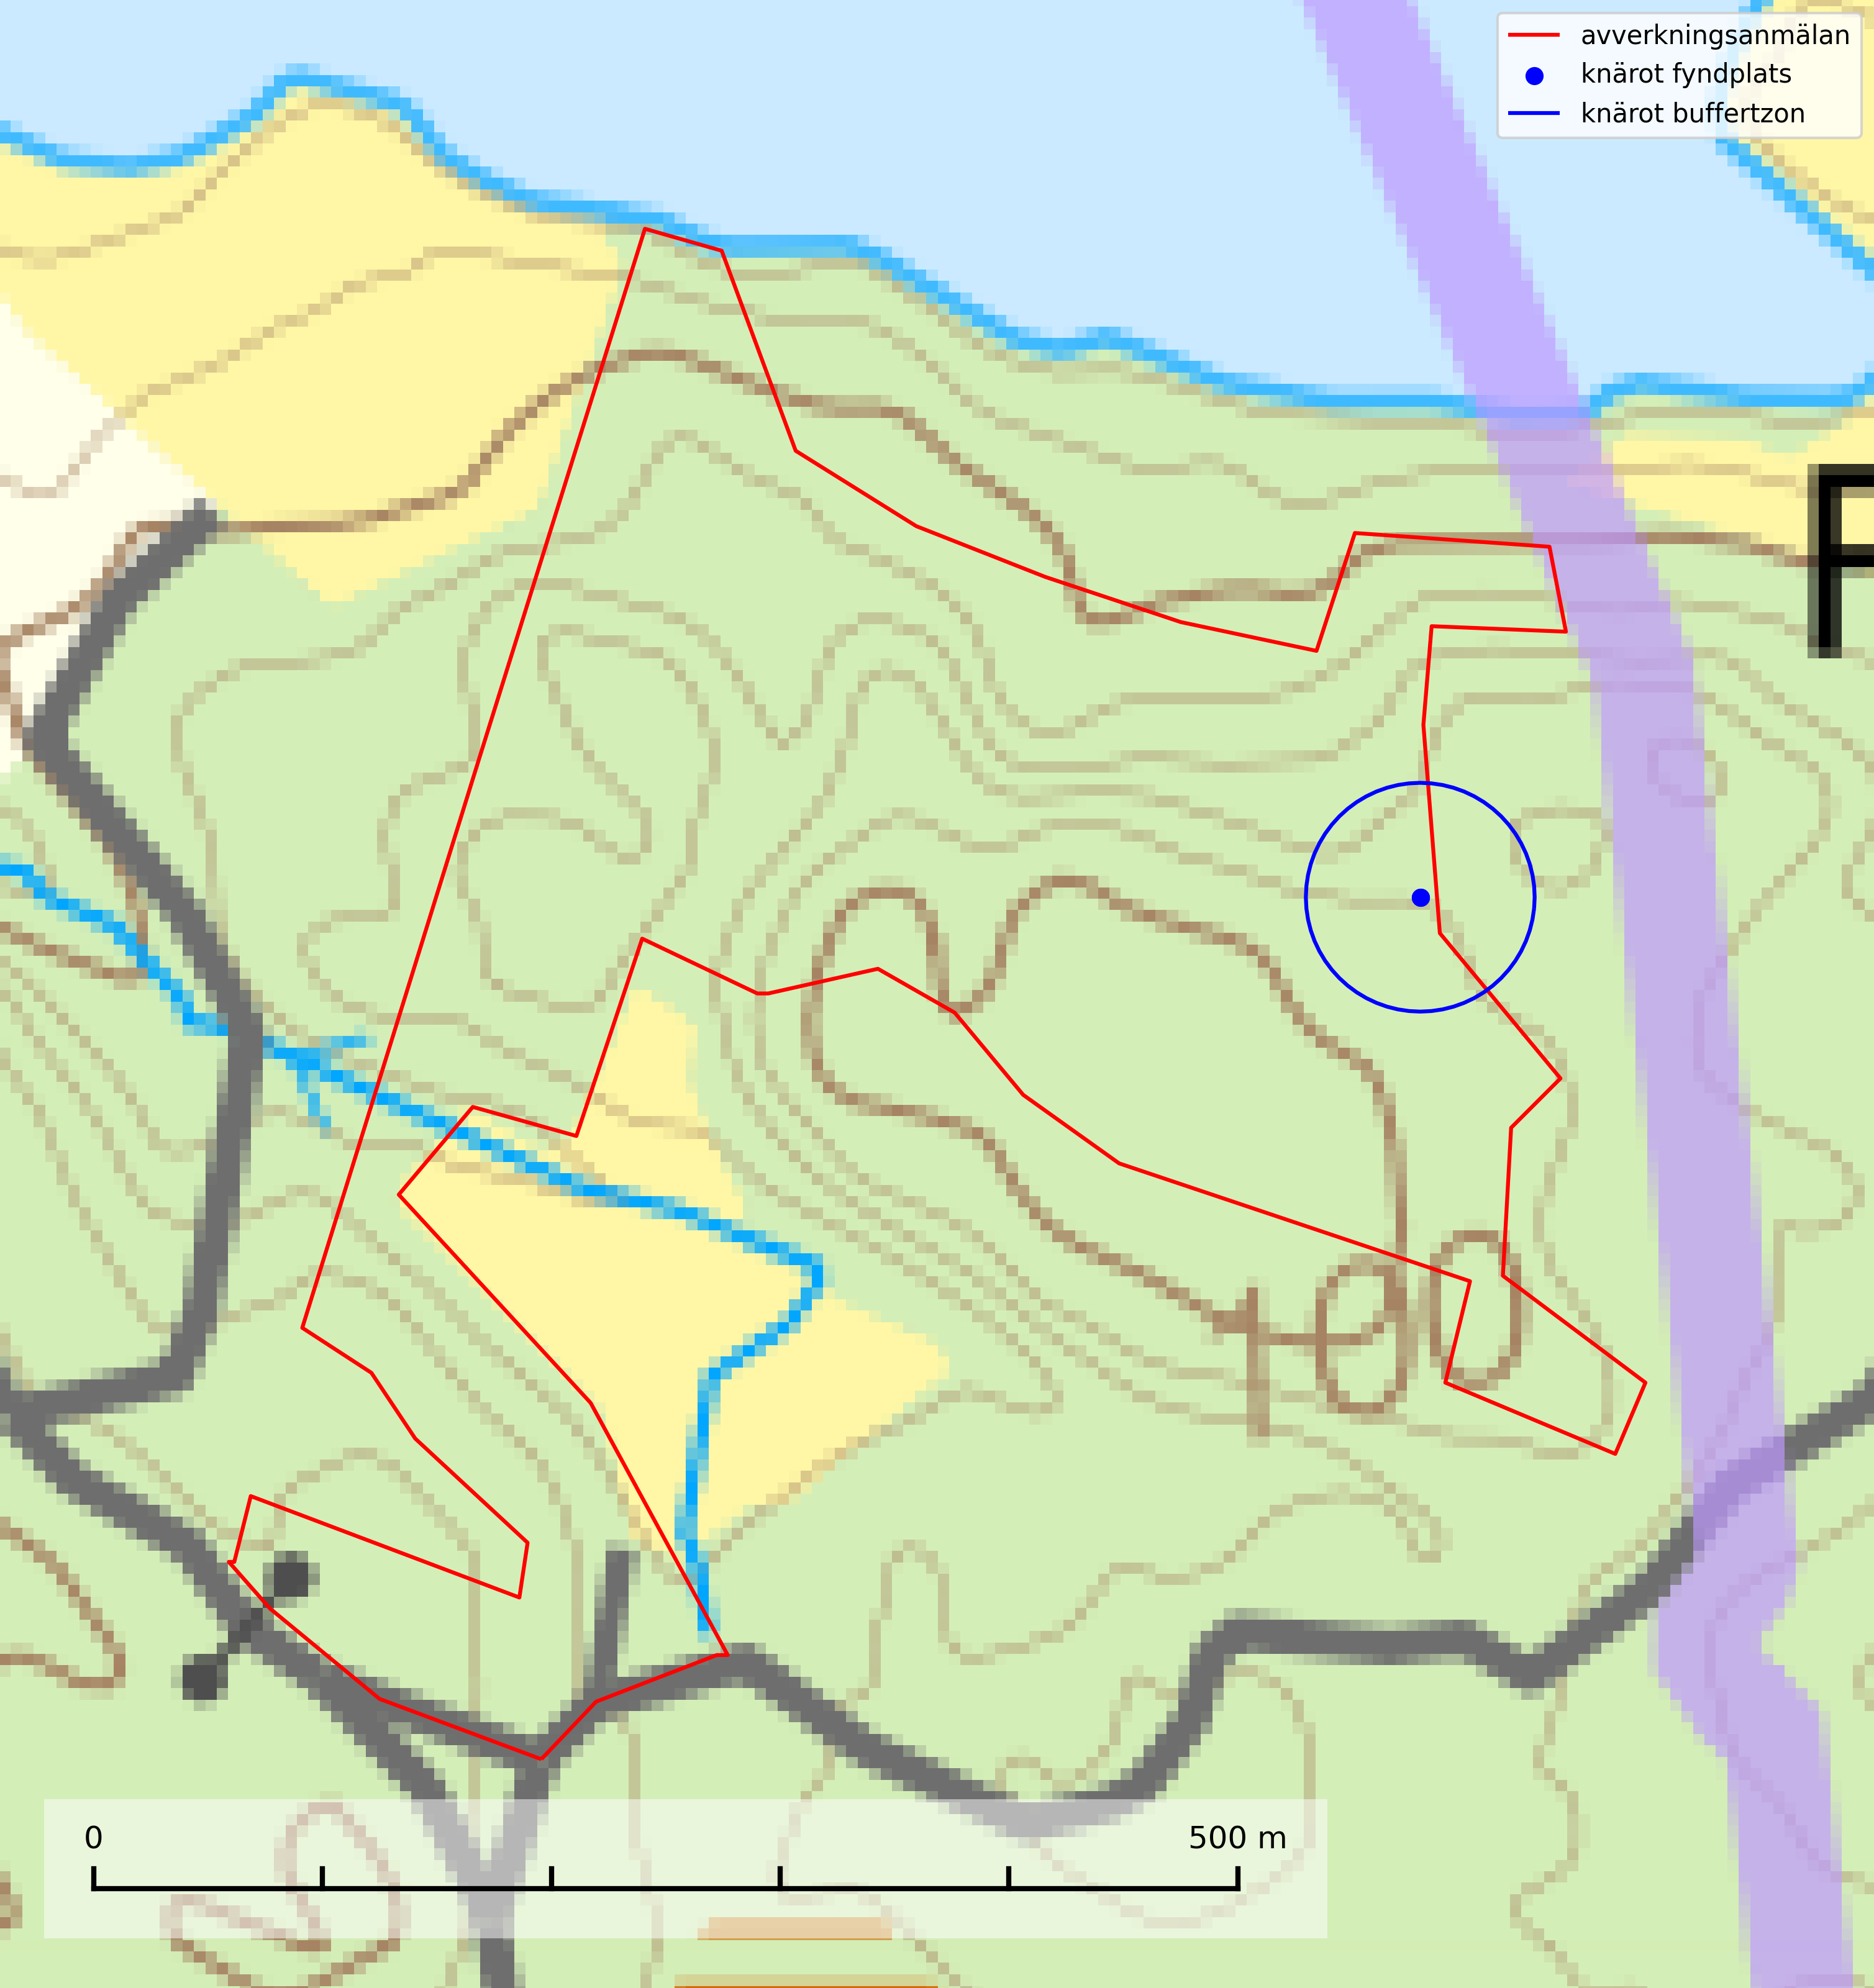 avverkningsanmälan
knärot fyndplats
knärot buffertzon
F
100
0
500 m